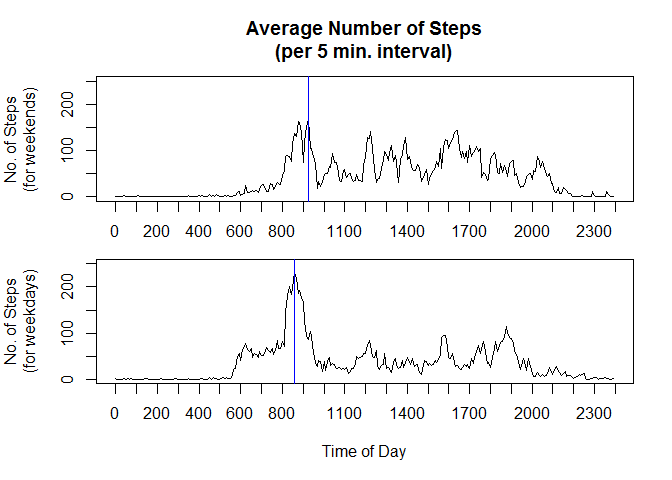 Average Number of Steps
(per 5 min. interval)
No. of Steps
(for weekends)
0 100 200
0 200 400 600 800 1100 1400 1700 2000 2300
No. of Steps
(for weekdays)
0 100 200
0 200 400 600 800 1100 1400 1700 2000 2300
Time of Day